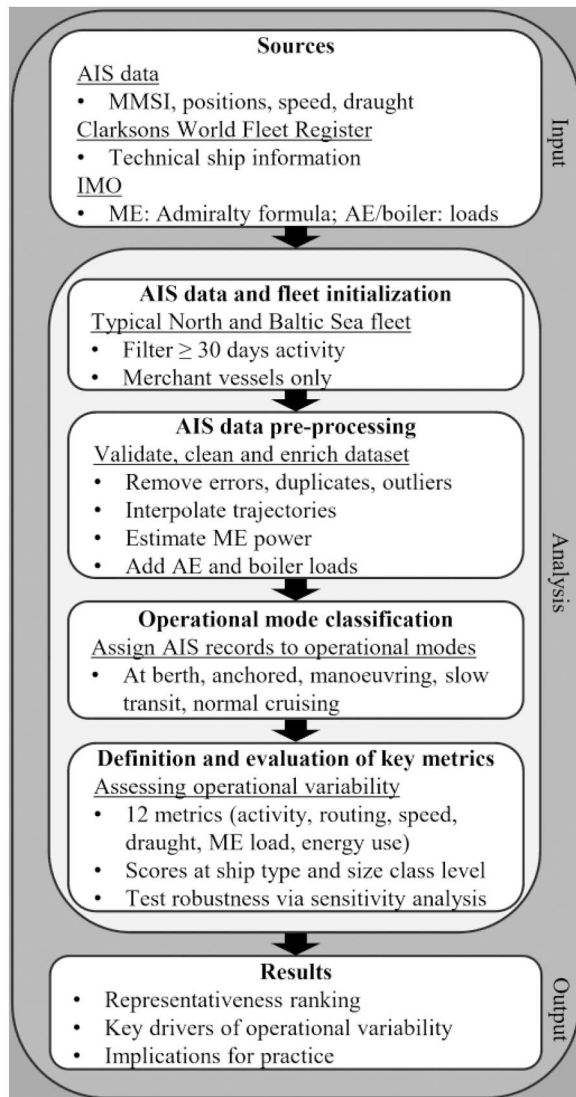 Sources
AIS data
• MMSI, positions, speed, draught
Clarksons World Fleet Register
• Technical ship information
IMO
• ME: Admiralty formula; AE/boiler: loads
Input
AIS data and fleet initialization
Typical North and Baltic Sea fleet
• Filter ≥ 30 days activity
• Merchant vessels only
AIS data pre-processing
Validate, clean and enrich dataset
• Remove errors, duplicates, outliers
• Interpolate trajectories
• Estimate ME power
• Add AE and boiler loads
Operational mode classification
Assign AIS records to operational modes
• At berth, anchored, manoeuvring, slow
transit, normal cruising
Definition and evaluation of key metrics
Assessing operational variability
• 12 metrics (activity, routing, speed,
draught, ME load, energy use)
• Scores at ship type and size class level
• Test robustness via sensitivity analysis
Analysis
Results
• Representativeness ranking
• Key drivers of operational variability
• Implications for practice
Output